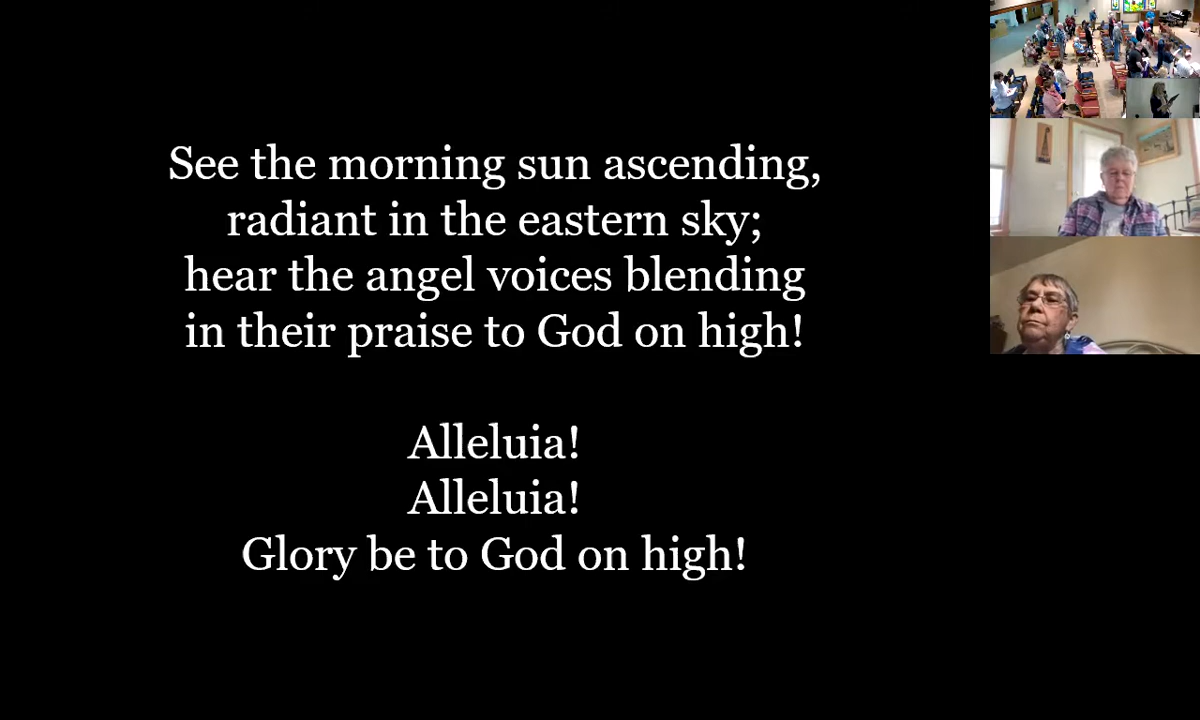 See the morning sun ascending,
radiant in the eastern sky;
hear the angel voices blending
in their praise to God on high!
Alleluia!
Alleluia!
Glory be to God on high!